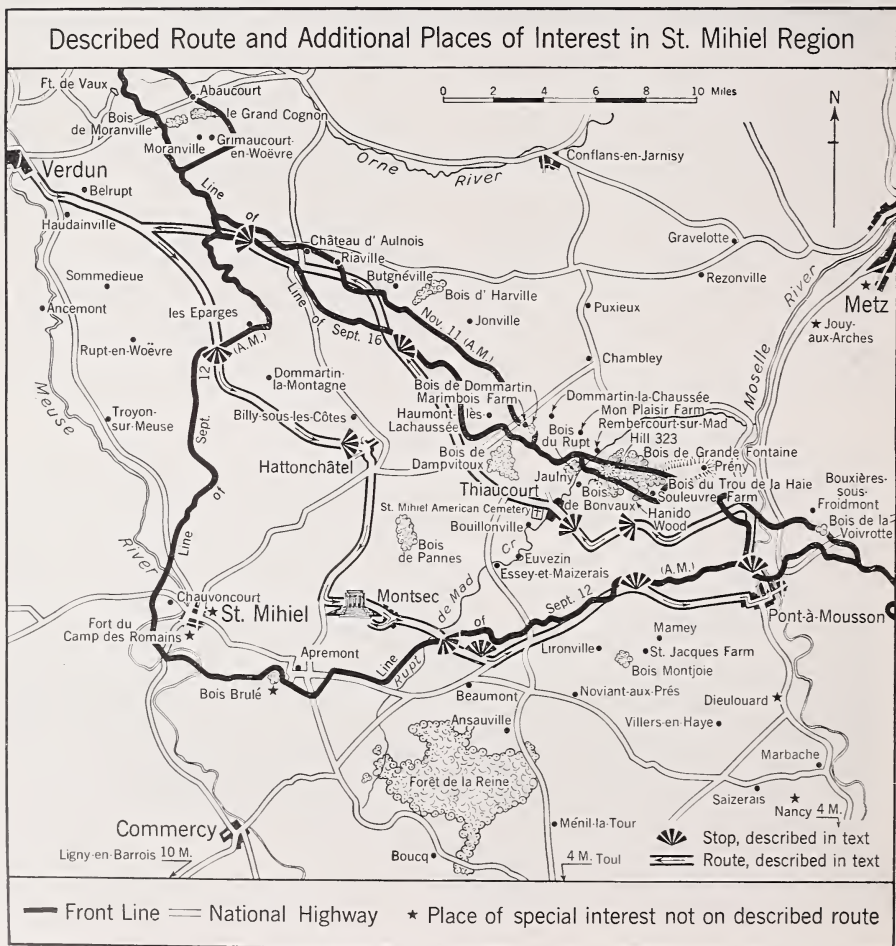 Described Route and Additional Places of Interest in St. Mihiel Region
Ft. de Vaux
Abaucourt
0 2 4 6 8 10 Miles
N
Bois
de Moranville
le Grand Cognon
Moranville
Grimaucourt-
en-Woëvre
Orne River
Conflans-en-Jarnisy
Verdun
Belrupt
Line of
Haudainville
Château d' Aulnois
Riaville
Gravelotte
Butgnéville
Rezonville
Sommedieue
Bois d' Harville
Moselle River
Metz
Line of Sept. 16
Nov. 11 (A.M.)
Ancemont
les Eparges
Jonville
Puxieux
Jouy-
aux-Arches
Rupt-en-Woëvre
12 (A.M.)
Chambley
Meuse River
Dommartin-
la-Montagne
Bois de Dommartin
Marimbois Farm
Dommartin-la-Chaussée
Mon Plaisir Farm
Rembercourt-sur-Mad
Troyon-
sur-Meuse
Billy-sous-les-Côtes
Haumont-lès-
Lachaussée
Bois
du Rupt
Hill 323
Bois de Grande Fontaine
Hattonchâtel
Bois de
Dampvitoux
Prény
Sept.
Jaulny
Bois du Trou de la Haie
Bouxières-
sous-
Froidmont
Thiaucourt
Bois
de Bonvaux
Souleuvre Farm
St. Mihiel American Cemetery
Hanido
Wood
Bois de la
Voivrotte
of
Bouillonville
Bois
de Pannes
Euvezin
Essey-et-Maizerais
Line
Rupt de Mad Cr
(A.M.)
Chauvoncourt
St. Mihiel
Montsec
Sept. 12
Pont-à-Mousson
Fort du
Camp des Romains
of
Mamey
Apremont
Line
Lironville
St. Jacques Farm
Bois Montjoie
Bois Brulé
Beaumont
Noviant-aux-Prés
Dieulouard
Ansauville
Villers-en-Haye
Forêt de la Reine
Marbache
Saizerais
Commercy
Nancy 4 M.
Ménil-la-Tour
Stop, described in text
Ligny-en-Barrois 10 M.
Boucq
4 M. Toul
Route, described in text
Front Line National Highway ★ Place of special interest not on described route